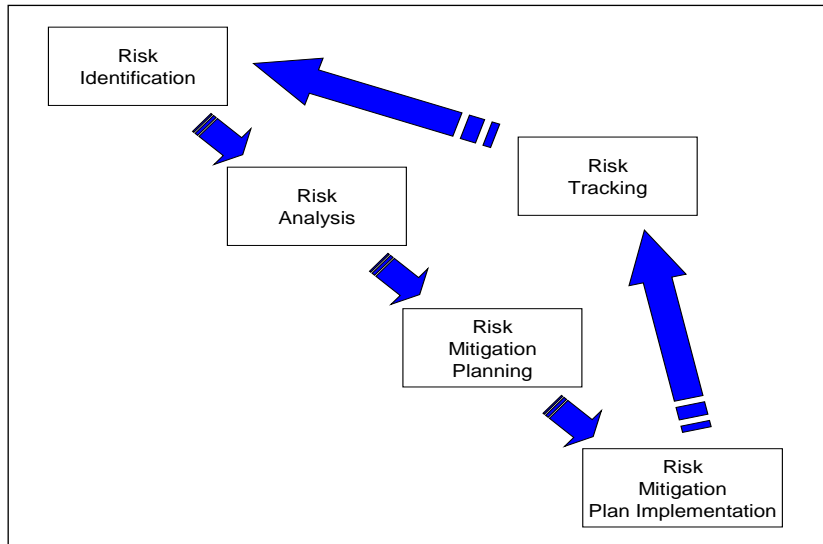 Risk
Identification
Risk
Tracking
Risk
Analysis
Risk
Mitigation
Planning
Risk
Mitigation
Plan Implementation